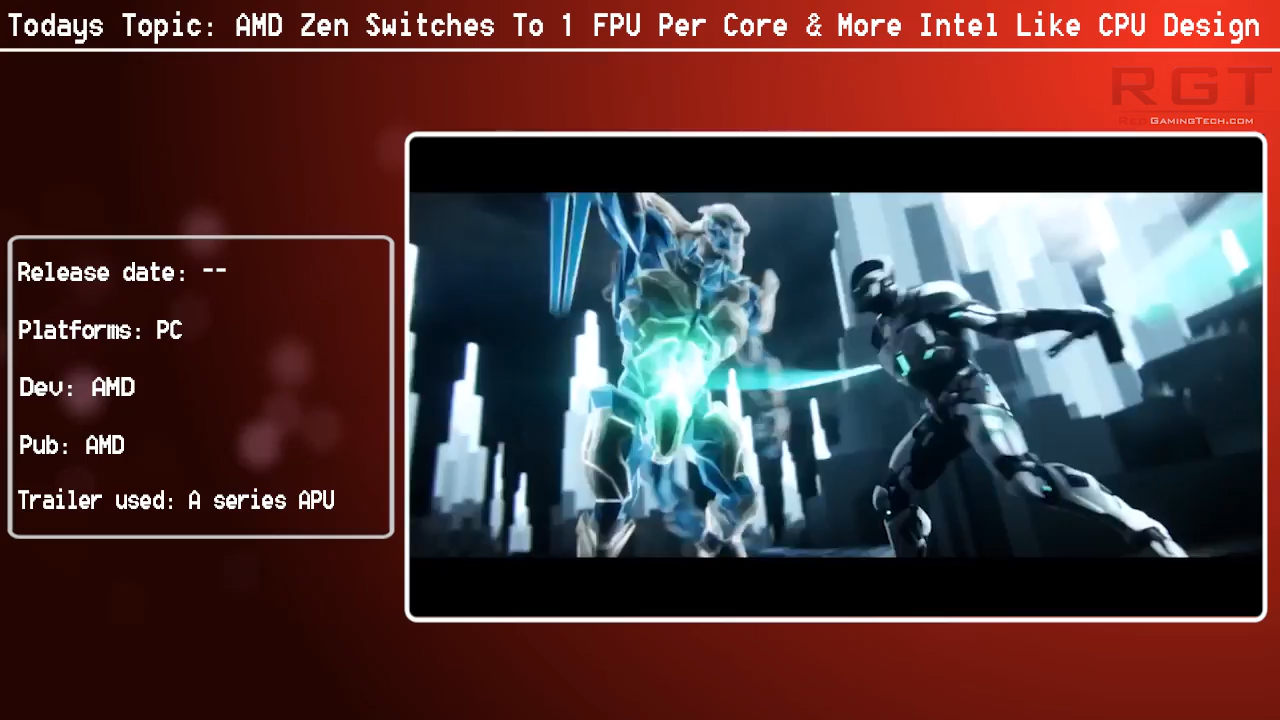 Todays Topic: AMD Zen Switches To 1 FPU Per Core & More Intel Like CPU Design
RGT
RedGamingTech.com
Release date: --
Platforms: PC
Dev: AMD
Pub: AMD
Trailer used: A series APU